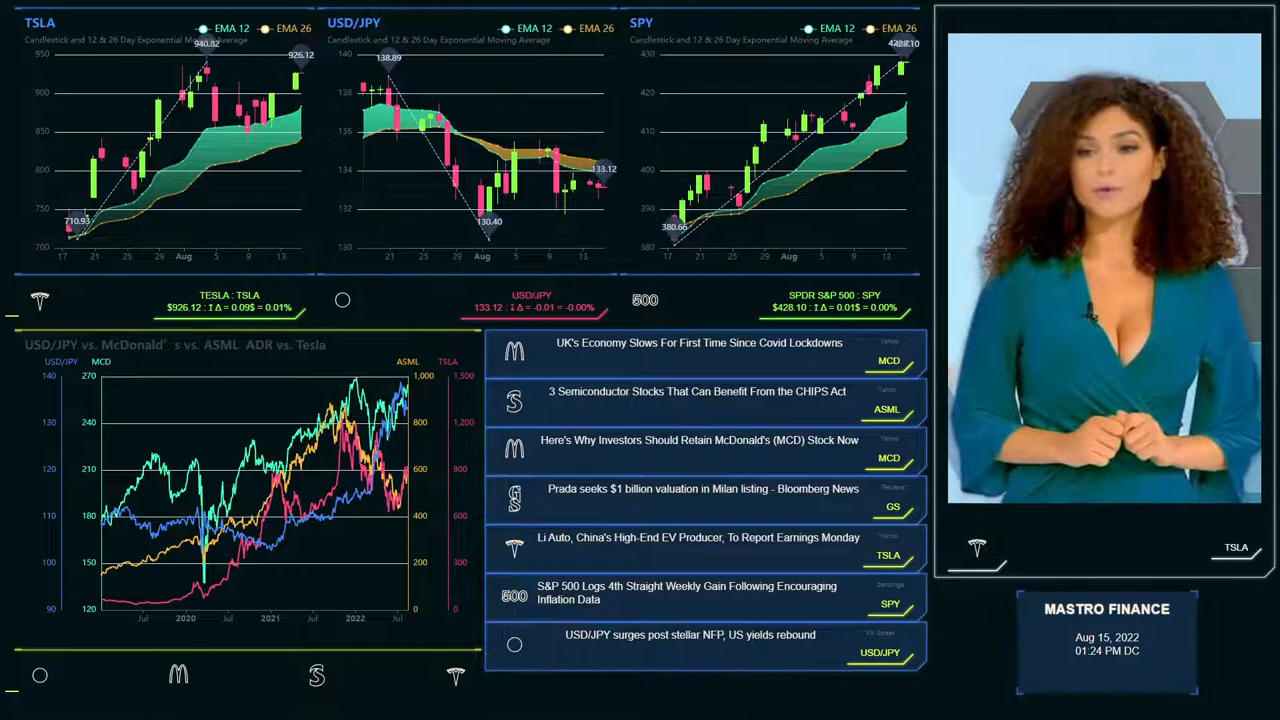 TSLA
EMA 12
EMA 26
Candlestick and 12 & 26 Day Exponential Moving Average
950
900
850
800
750
700
940.82
926.12
710.93
17
21
25
29
Aug
5
9
13
USD/JPY
EMA 12
EMA 26
Candlestick and 12 & 26 Day Exponential Moving Average
140
138
136
134
132
130
138.89
133.12
130.40
21
25
29
Aug
5
9
13
SPY
EMA 12
EMA 26
Candlestick and 12 & 26 Day Exponential Moving Average
430
420
410
400
390
380
428.10
380.66
17
21
25
29
Aug
5
9
13
TESLA : TSLA
$926.12 : ↥ Δ = 0.09$ = 0.01%
USD/JPY :
133.12 : ↧ Δ = -0.01 = -0.00%
500
SPDR S&P 500 : SPY
$428.10 : ↥ Δ = 0.01$ = 0.00%
USD/JPY vs. McDonald's vs. ASML ADR vs. Tesla
USD/JPY
MCD
ASML
TSLA
140
130
120
110
100
90
270
240
210
180
150
120
1,000
800
600
400
200
0
1,500
1,200
900
600
300
0
Jul
2020
Jul
2021
Jul
2022
Jul
UK's Economy Slows For First Time Since Covid Lockdowns
Yahoo
MCD
3 Semiconductor Stocks That Can Benefit From the CHIPS Act
Yahoo
ASML
Here's Why Investors Should Retain McDonald's (MCD) Stock Now
Yahoo
MCD
Prada seeks $1 billion valuation in Milan listing - Bloomberg News
Reuters
GS
Li Auto, China's High-End EV Producer, To Report Earnings Monday
Yahoo
TSLA
500
S&P 500 Logs 4th Straight Weekly Gain Following Encouraging
Inflation Data
benzinga
SPY
USD/JPY surges post stellar NFP, US yields rebound
FX Street
USD/JPY
TSLA
MASTRO FINANCE
Aug 15, 2022
01:24 PM DC